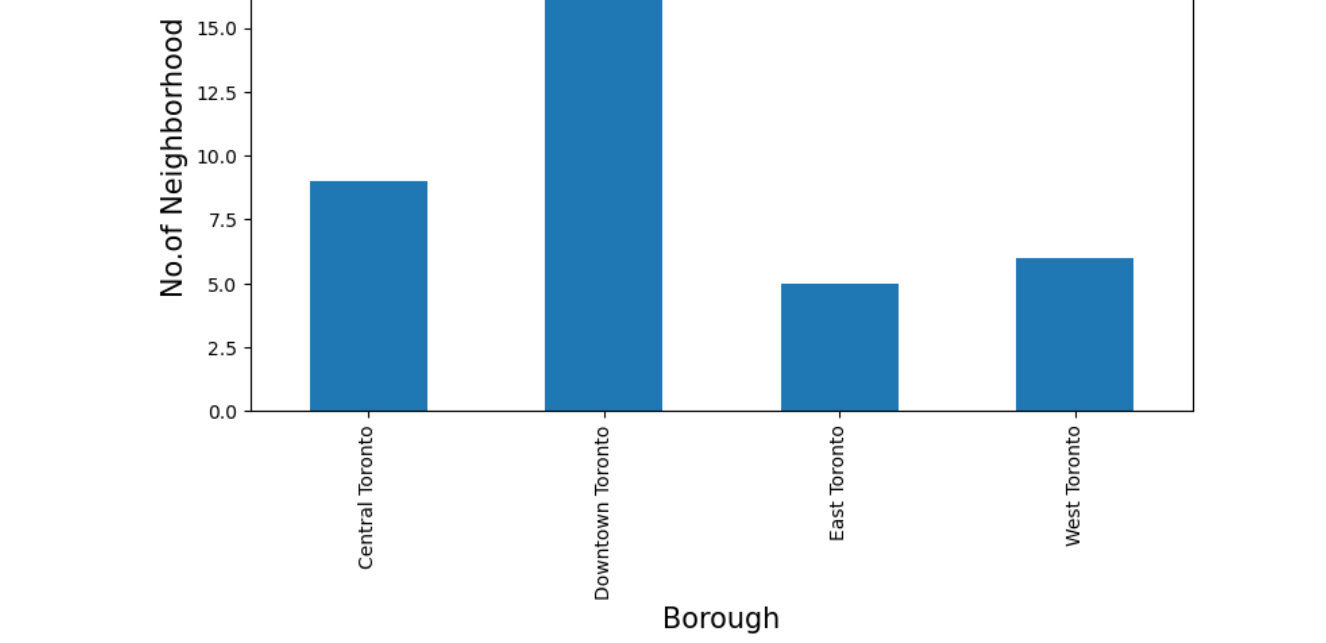 15.0
12.5
10.0
7.5
5.0
2.5
0.0
No.of Neighborhood
Central Toronto
Downtown Toronto
East Toronto
West Toronto
Borough